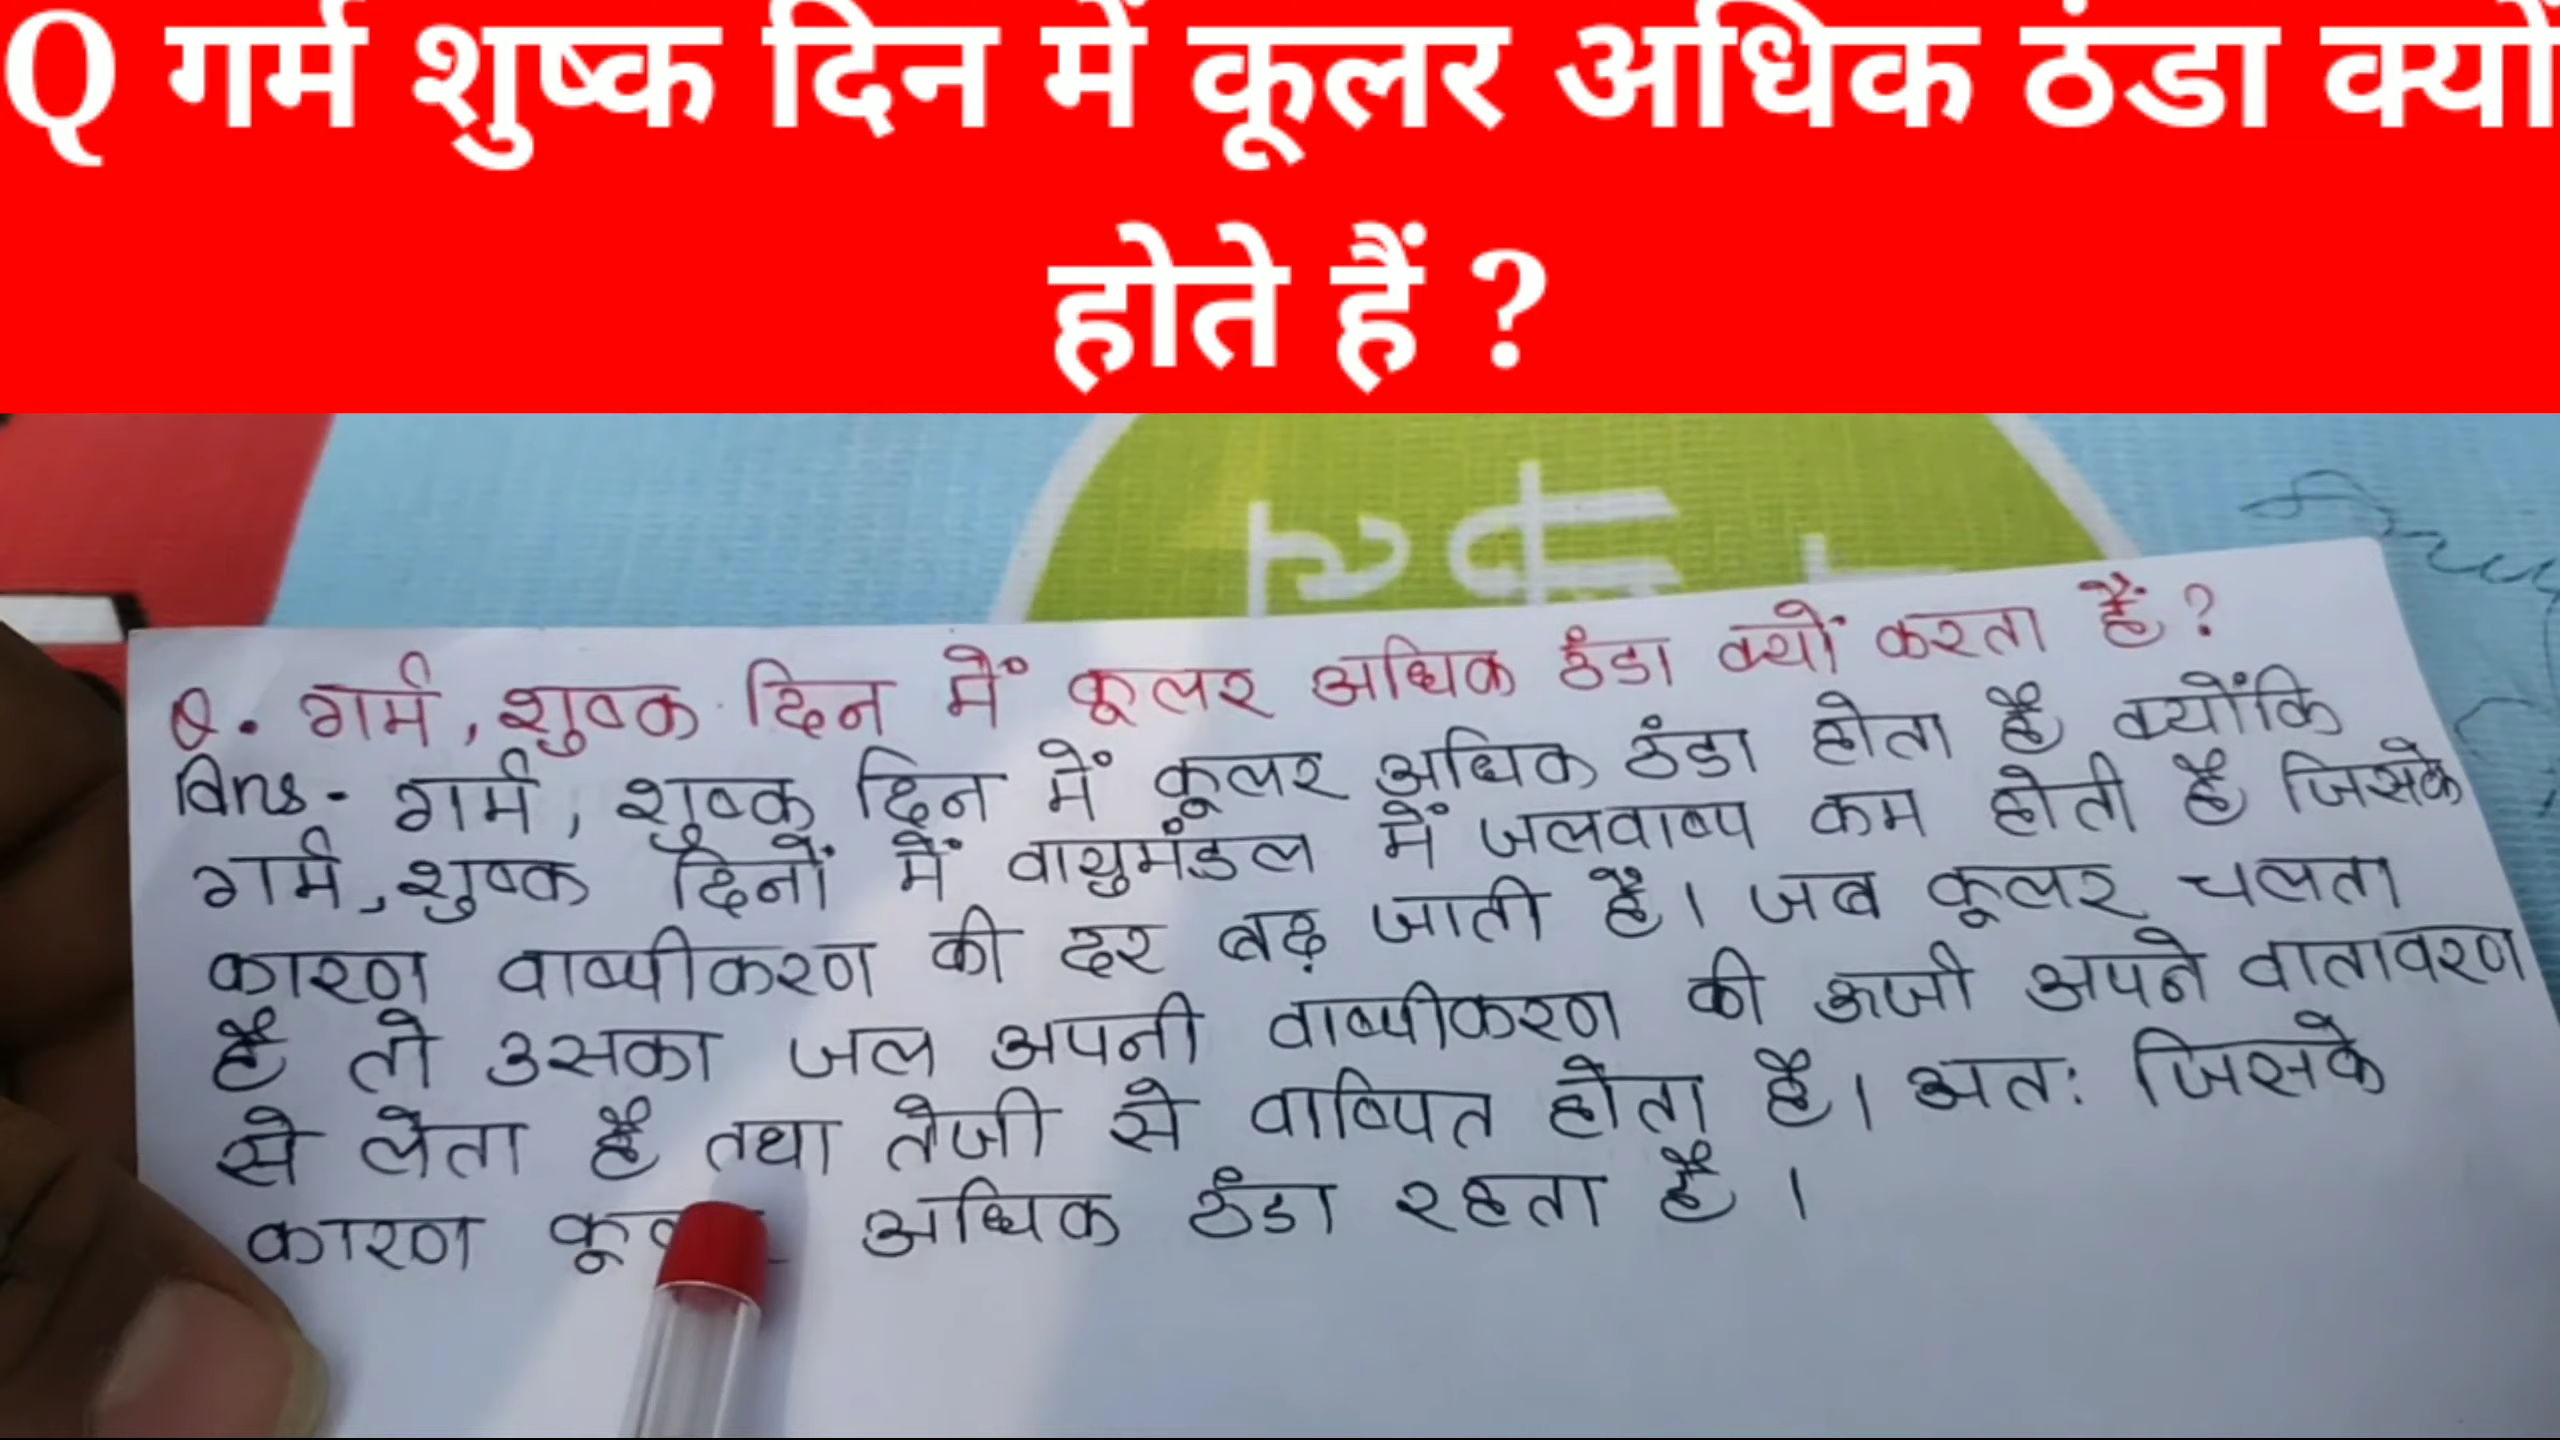 Q गर्म शुष्क दिन में कूलर अधिक ठंडा क्यों
होते हैं ?
Q. गर्म, शुष्क दिन में कूलर अधिक ठंडा क्यों करता है ?
Ans - गर्म, शुष्क दिन में कूलर अधिक ठंडा होता है क्योंकि
गर्म, शुष्क दिनों में वायुमंडल में जलवाष्प कम होती है जिसके
कारण वाष्पीकरण की दर बढ़ जाती है। जब कूलर चलता
है तो उसका जल अपनी वाष्पीकरण की ऊर्जा अपने वातावरण
से लेता है तथा तेजी से वाष्पित होता है। अतः जिसके
कारण अधिक ठंडा रहता है ।